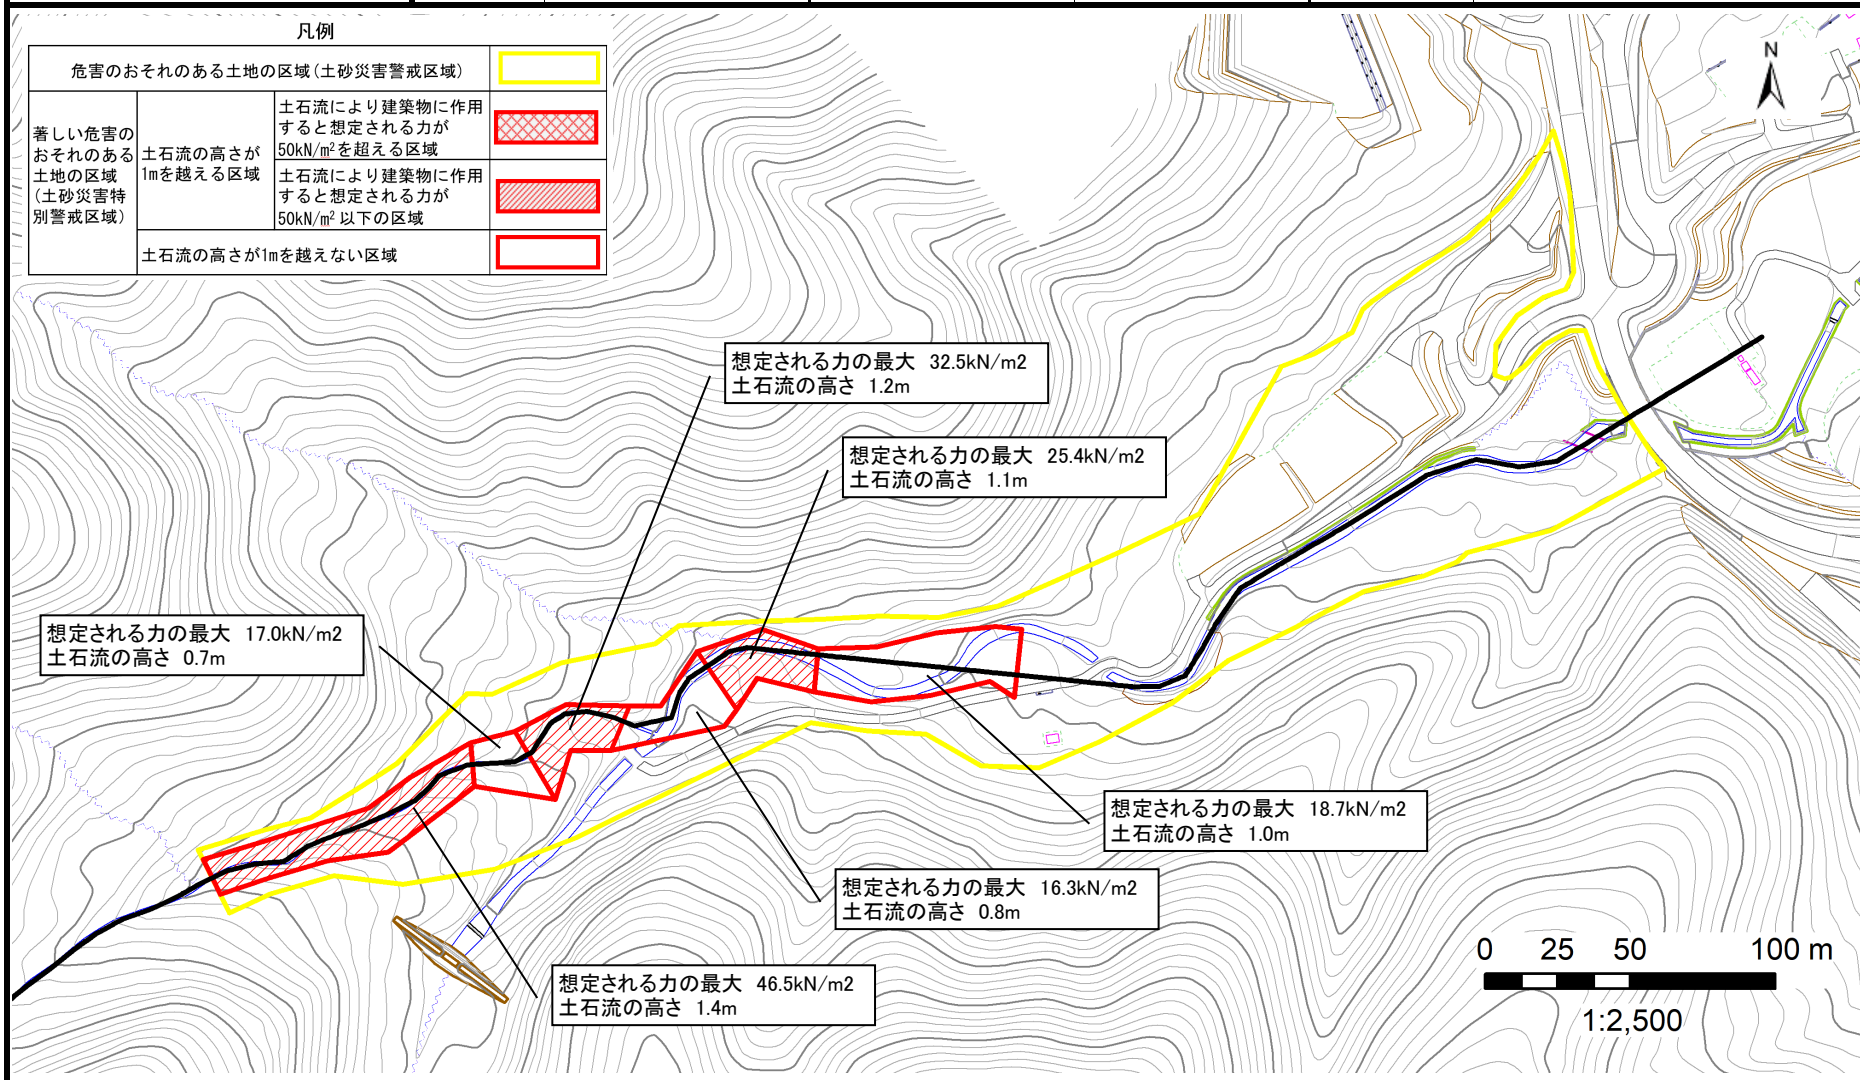 凡例
危害のおそれのある土地の区域(土砂災害警戒区域)
著しい危害の
おそれのある
土地の区域
(土砂災害特
別警戒区域)
土石流の高さが
1mを越える区域
土石流により建築物に作用
すると想定される力が
50kN/㎡を超える区域
土石流により建築物に作用
すると想定される力が
50kN/㎡ 以下の区域
土石流の高さが1mを越えない区域
N
想定される力の最大 32.5kN/m2
土石流の高さ 1.2m
想定される力の最大 25.4kN/m2
土石流の高さ 1.1m
想定される力の最大 17.0kN/m2
土石流の高さ 0.7m
想定される力の最大 18.7kN/m2
土石流の高さ 1.0m
想定される力の最大 16.3kN/m2
土石流の高さ 0.8m
想定される力の最大 46.5kN/m2
土石流の高さ 1.4m
0 25 50 100 m
1:2,500